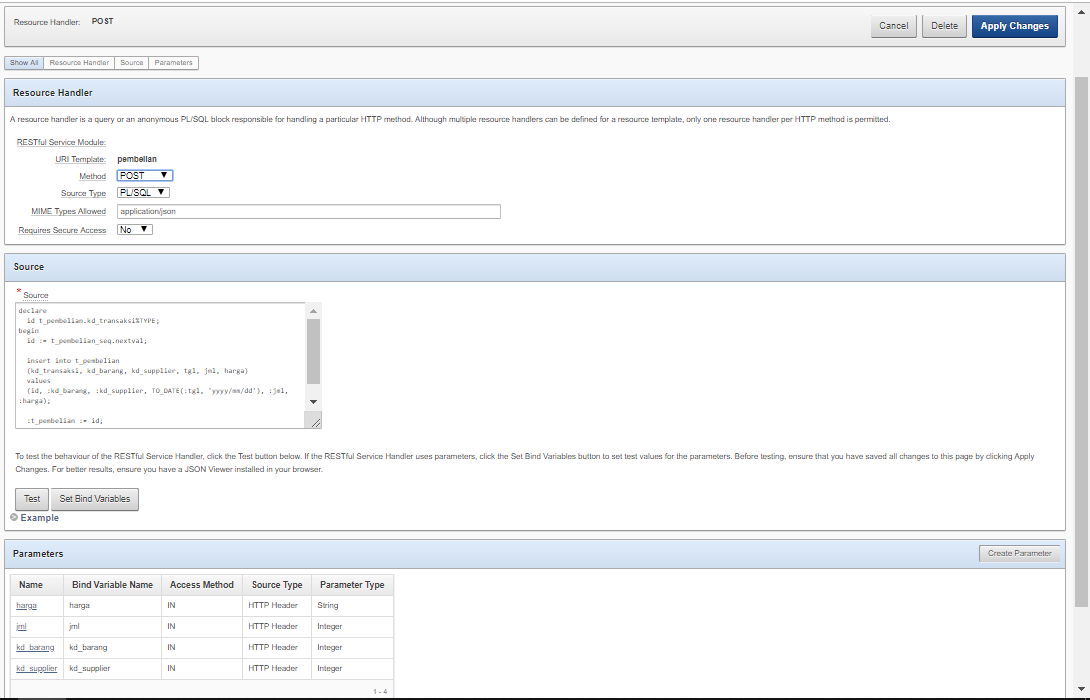 Resource Handler: POST
Cancel Delete Apply Changes
Show All Resource Handler Source Parameters
Resource Handler
A resource handler is a query or an anonymous PL/SQL block responsible for handling a particular HTTP method. Although multiple resource handlers can be defined for a resource template, only one resource handler per HTTP method is permitted.
RESTful Service Module:
URI Template: pembelian
Method POST
Source Type PL/SQL
MIME Types Allowed application/json
Requires Secure Access No
Source
* Source
declare
id t_pembelian.kd_transaksi%TYPE;
begin
id := t_pembelian_seq.nextval;
insert into t_pembelian
(kd_transaksi, kd_barang, kd_supplier, tgl, jml, harga)
values
(id, :kd_barang, :kd_supplier, TO_DATE(:tgl, 'yyyy/mm/dd'), :jml,
:harga);
:t_pembelian := id;
To test the behaviour of the RESTful Service Handler, click the Test button below. If the RESTful Service Handler uses parameters, click the Set Bind Variables button to set test values for the parameters. Before testing, ensure that you have saved all changes to this page by clicking Apply
Changes. For better results, ensure you have a JSON Viewer installed in your browser.
Test Set Bind Variables
Example
Parameters Create Parameter
Name Bind Variable Name Access Method Source Type Parameter Type
harga harga IN HTTP Header String
jml jml IN HTTP Header Integer
kd_barang kd_barang IN HTTP Header Integer
kd_supplier kd_supplier IN HTTP Header Integer
1 - 4